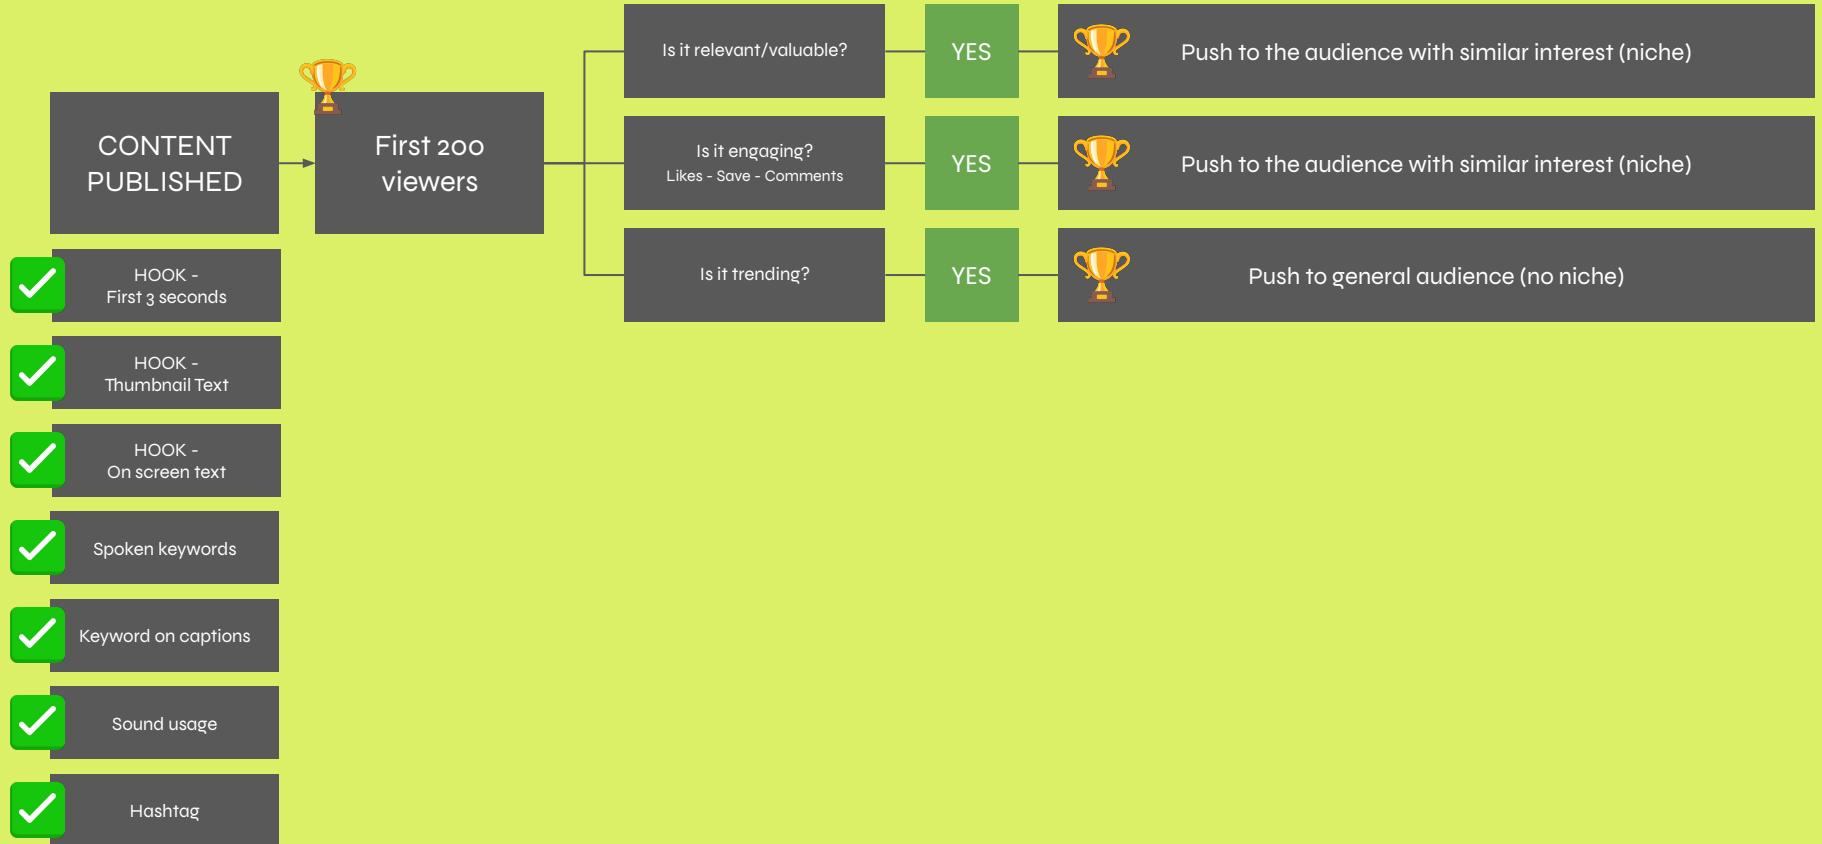 CONTENT
PUBLISHED
First 200
viewers
Is it relevant/valuable?
YES
Push to the audience with similar interest (niche)
Is it engaging?
Likes - Save - Comments
YES
Push to the audience with similar interest (niche)
Is it trending?
YES
Push to general audience (no niche)
HOOK -
First 3 seconds
HOOK -
Thumbnail Text
HOOK -
On screen text
Spoken keywords
Keyword on captions
Sound usage
Hashtag